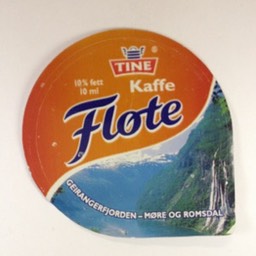 TINE ®
10% fett
10 ml
Kaffe
Fløte
GEIRANGERFJORDEN – MØRE OG ROMSDAL